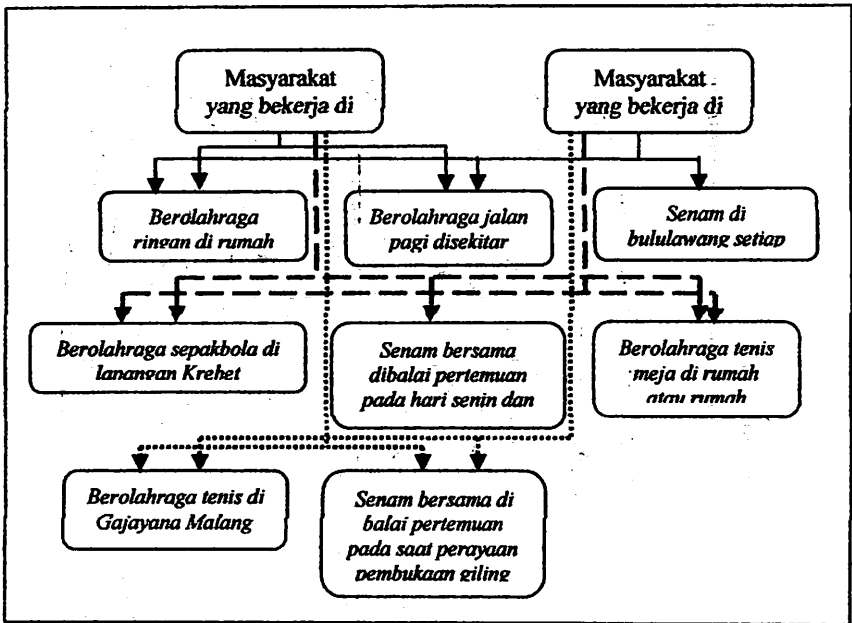 Masyarakat
yang bekerja di
Masyarakat
yang bekerja di
Berolahraga
ringan di rumah
Berolahraga jalan
pagi disekitar
Senam di
bululawang setiap
Berolahraga sepakbola di
lapangan Krebet
Senam bersama
dibalai pertemuan
pada hari senin dan
Berolahraga tenis
meja di rumah
atau rumah
Berolahraga tenis di
Gajayana Malang
Senam bersama di
balai pertemuan
pada saat perayaan
pembukaan giling